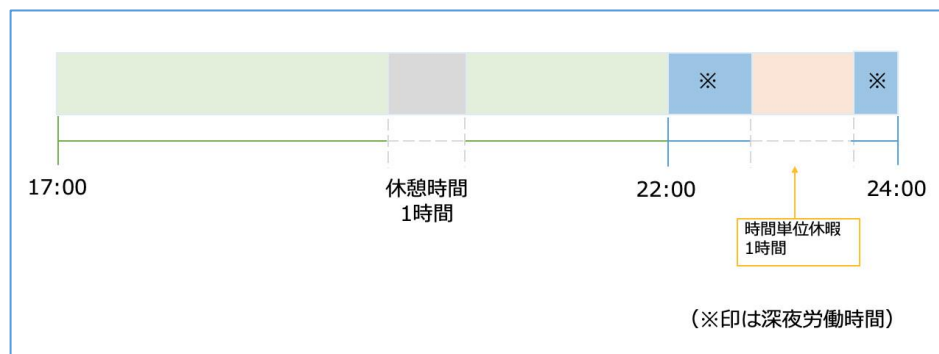 ※
※
17:00
休憩時間
1時間
22:00
24:00
時間単位休暇
1時間
(※印は深夜労働時間)